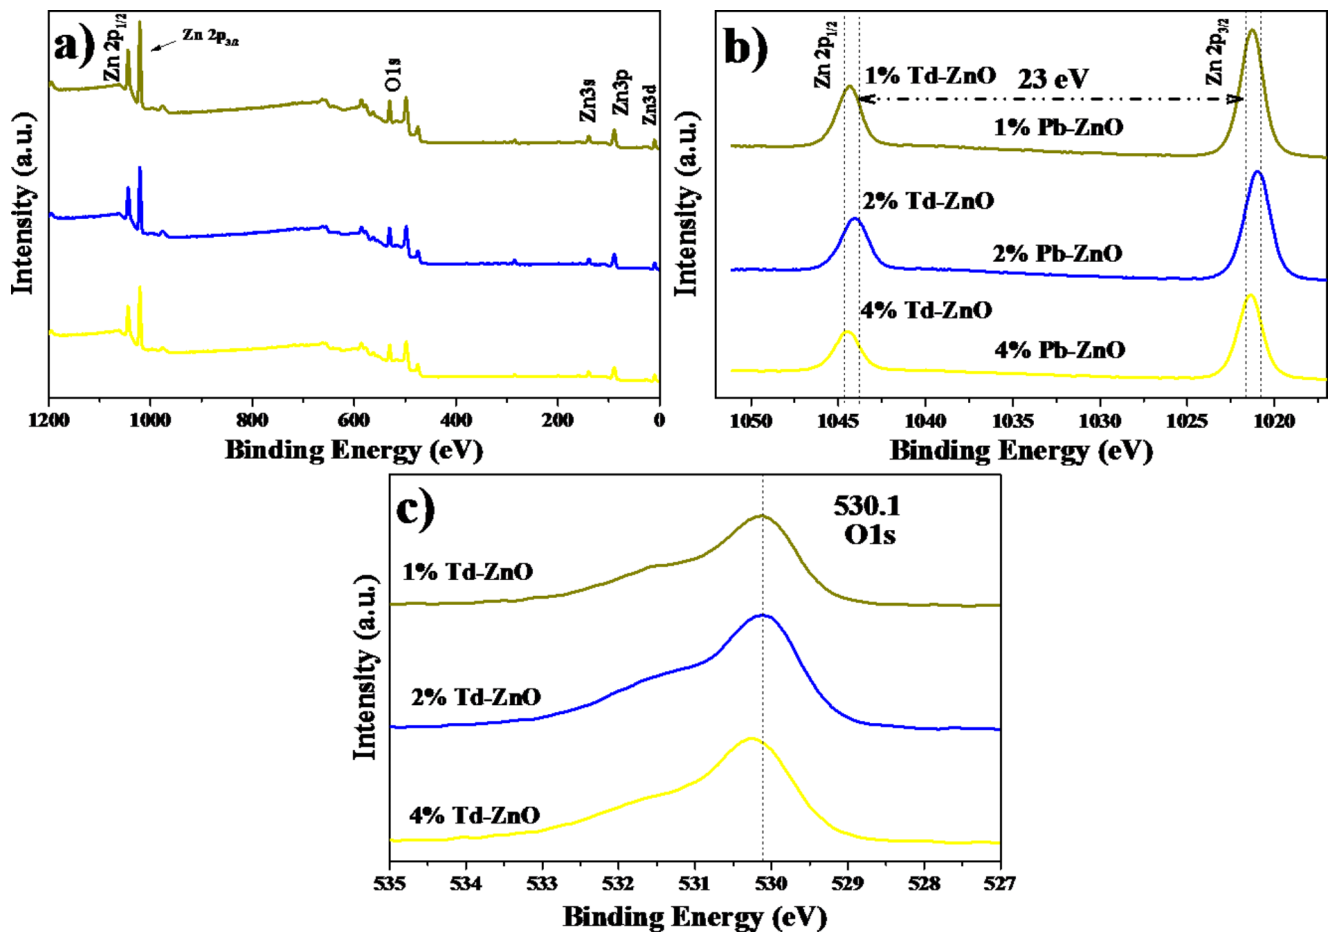 a)
Zn 2p1/2
Zn 2p3/2
O1s
Zn3s
Zn3p
Zn3d
Intensity (a.u.)
1200 1000 800 600 400 200 0
Binding Energy (eV)
b)
Zn 2p1/2
Zn 2p3/2
1% Td-ZnO
23 eV
1% Pb-ZnO
2% Td-ZnO
2% Pb-ZnO
4% Td-ZnO
4% Pb-ZnO
Intensity (a.u.)
1050 1045 1040 1035 1030 1025 1020
Binding Energy (eV)
c)
530.1
O1s
1% Td-ZnO
2% Td-ZnO
4% Td-ZnO
Intensity (a.u.)
535 534 533 532 531 530 529 528 527
Binding Energy (eV)